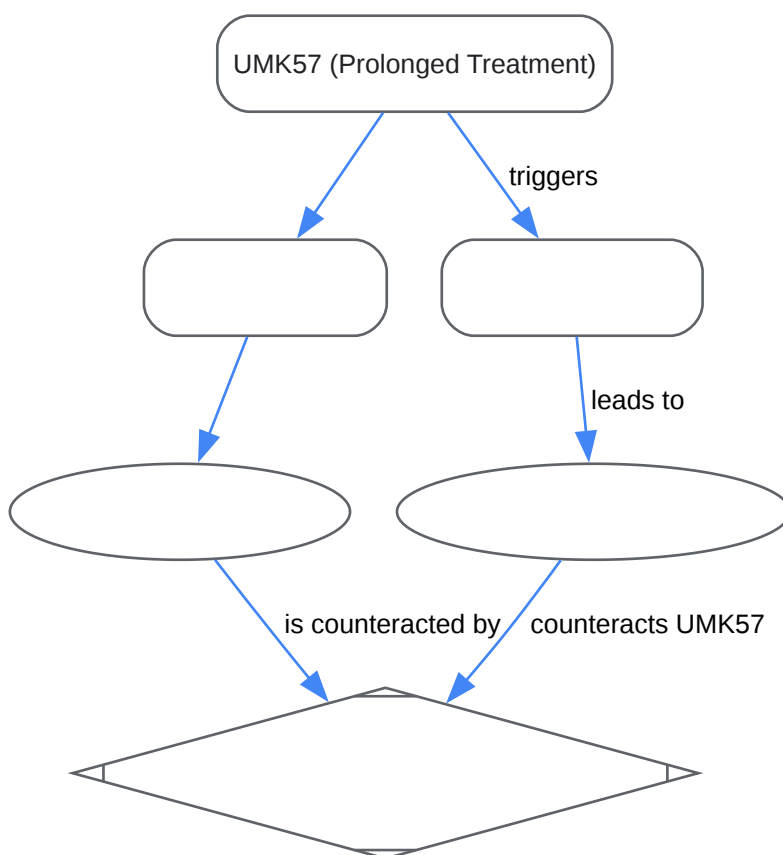 UMK57 (Prolonged Treatment)
triggers
leads to
is counteracted by
counteracts UMK57